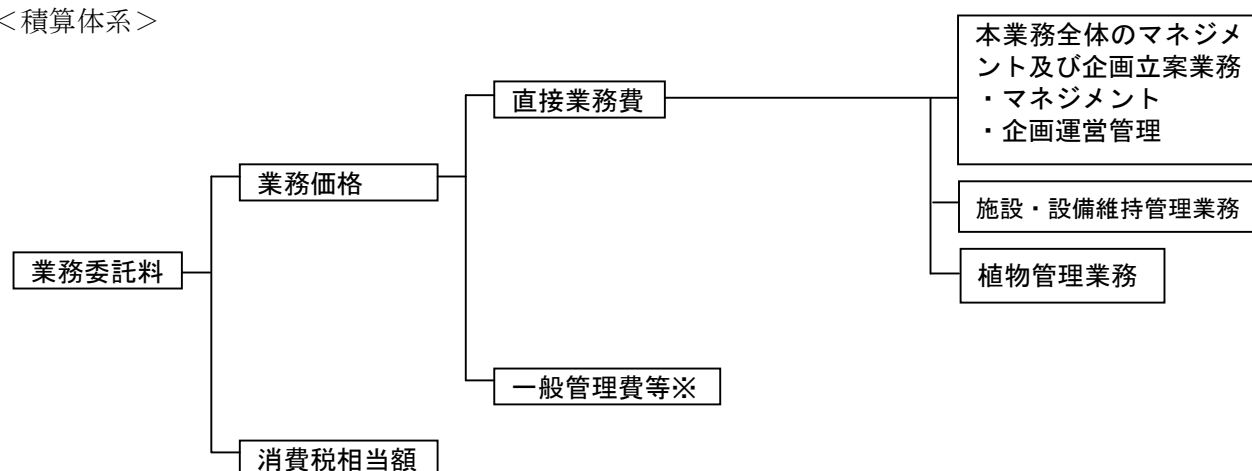 ＜積算体系＞
本業務全体のマネジメ
ント及び企画立案業務
・マネジメント
・企画運営管理
直接業務費
業務価格
施設・設備維持管理業務
業務委託料
植物管理業務
一般管理費等※
消費税相当額